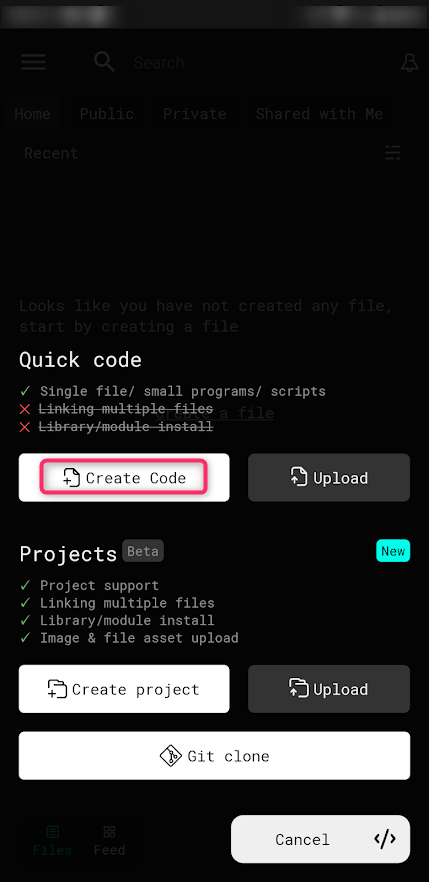 Search
Home Public Private Shared with Me
Recent
Looks like you have not created any file,
start by creating a file
Quick code
Single file/ small programs/ scripts
Linking multiple files
Create a file
Library/module install
Create Code Upload
Projects Beta New
Project support
Linking multiple files
Library/module install
Image & file asset upload
Create project Upload
Git clone
Files Feed Cancel